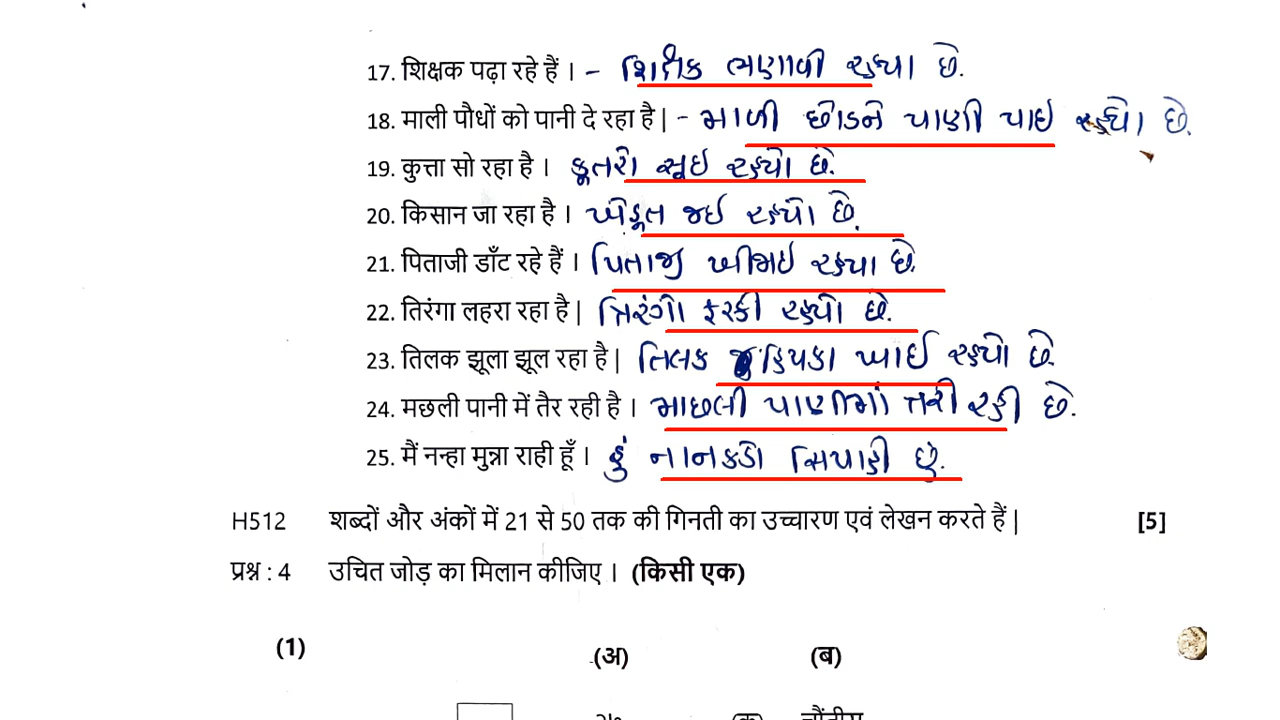 17. शिक्षक पढ़ा रहे हैं । - શિક્ષક ભણાવી રહ્યા છે.
18. माली पौधों को पानी दे रहा है| - માળી છોડને પાણી પાઇ રહ્યો છે.
19. कुत्ता सो रहा है । કૂતરો સૂઇ રહ્યો છે.
20. किसान जा रहा है । ખેડૂત જઇ રહ્યો છે.
21. पिताजी डाँट रहे हैं । પિતાજી ખીજાઇ રહ્યા છે.
22. तिरंगा लहरा रहा है| ત્રિરંગો ફરકી રહ્યો છે.
23. तिलक झूला झूल रहा है| તિલક હિચકા ખાઈ રહ્યો છે.
24. मछली पानी में तैर रही है । માછલી પાણીમાં તરી રહી છે.
25. मैं नन्हा मुन्ना राही हूँ । હું નાનકડો સિપાહી છું.
H512 शब्दों और अंकों में 21 से 50 तक की गिनती का उच्चारण एवं लेखन करते हैं| [5]
प्रश्न : 4 उचित जोड़ का मिलान कीजिए । (किसी एक)
(1) (अ) (ब)